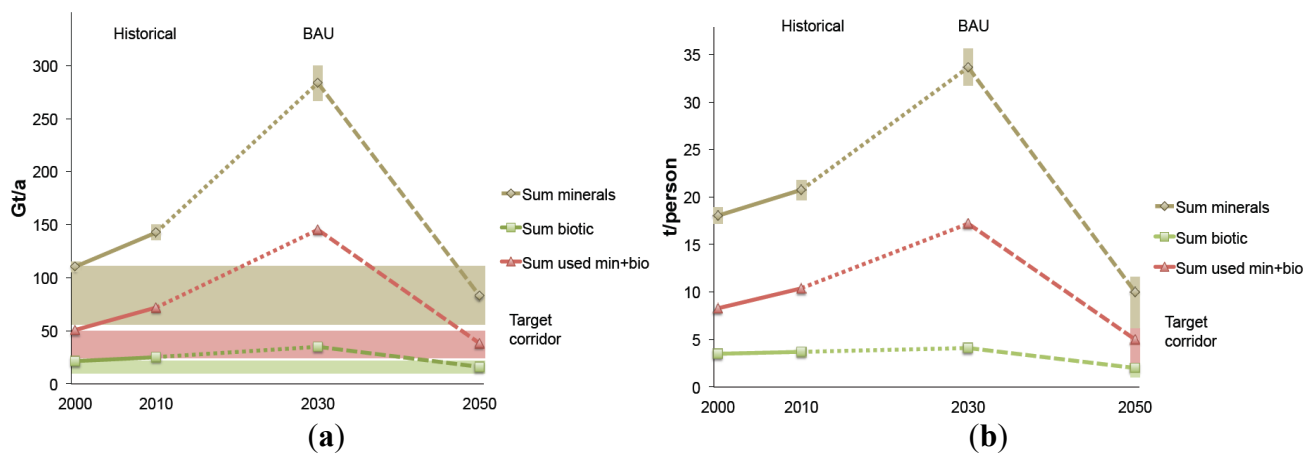 Historical
BAU
300
250
200
150
100
50
0
Gt/a
2000
2010
2030
2050
Sum minerals
Sum biotic
Sum used min+bio
Target
corridor
(a)
Historical
BAU
35
30
25
20
15
10
5
0
t/person
2000
2010
2030
2050
Sum minerals
Sum biotic
Sum used min+bio
Target
corridor
(b)